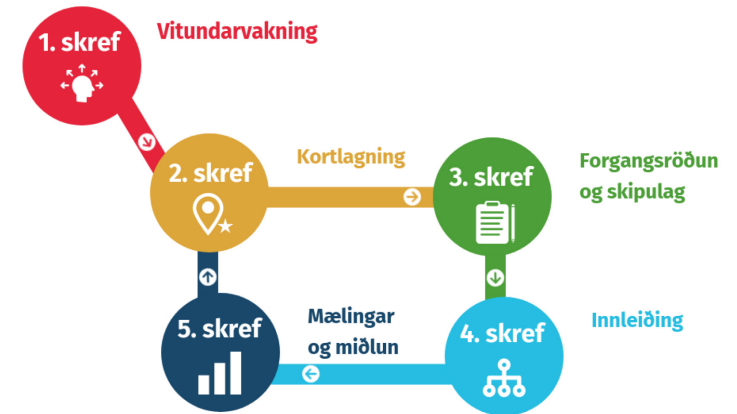 1. skref
Vitundarvakning
2. skref
Kortlagning
3. skref
Forgangsröðun
og skipulag
4. skref
Innleiðing
5. skref
Mælingar
og miðlun